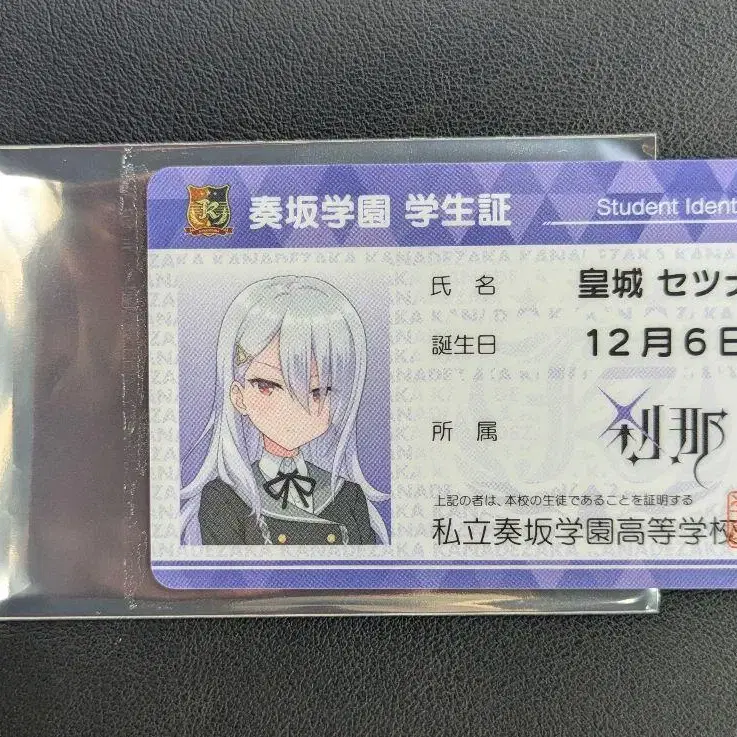 奏坂学園 学生証
Student Ident
氏名 皇城 セツナ
誕生日 12月6日
所属 刹那
上記の者は、本校の生徒であることを証明する
私立奏坂学園高等学校